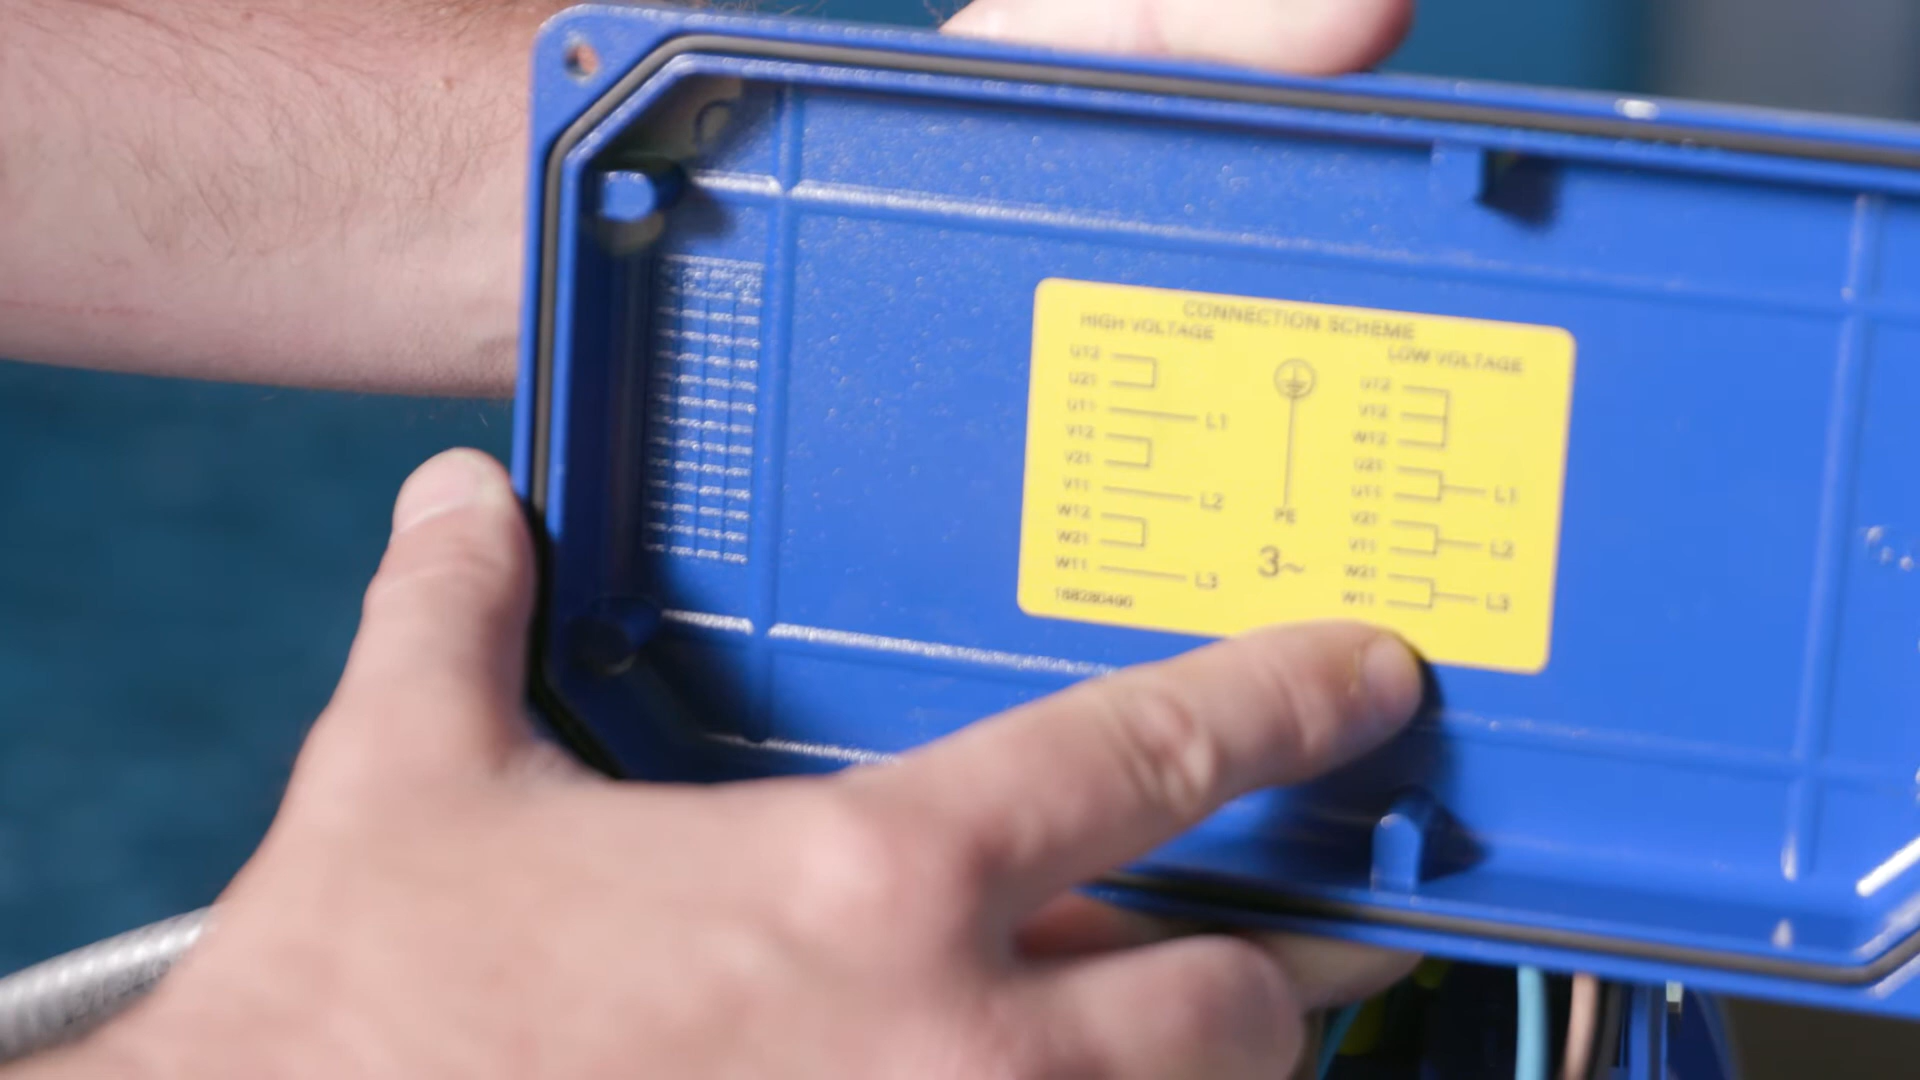 CONNECTION SCHEME
HIGH VOLTAGE
U12
U21
U11 L1
V12
V21
V11 L2
W12
W21
W11 L3
188280490
PE
3~
LOW VOLTAGE
U12
V12
W12
U21
U11 L1
V21
V11 L2
W21
W11 L3